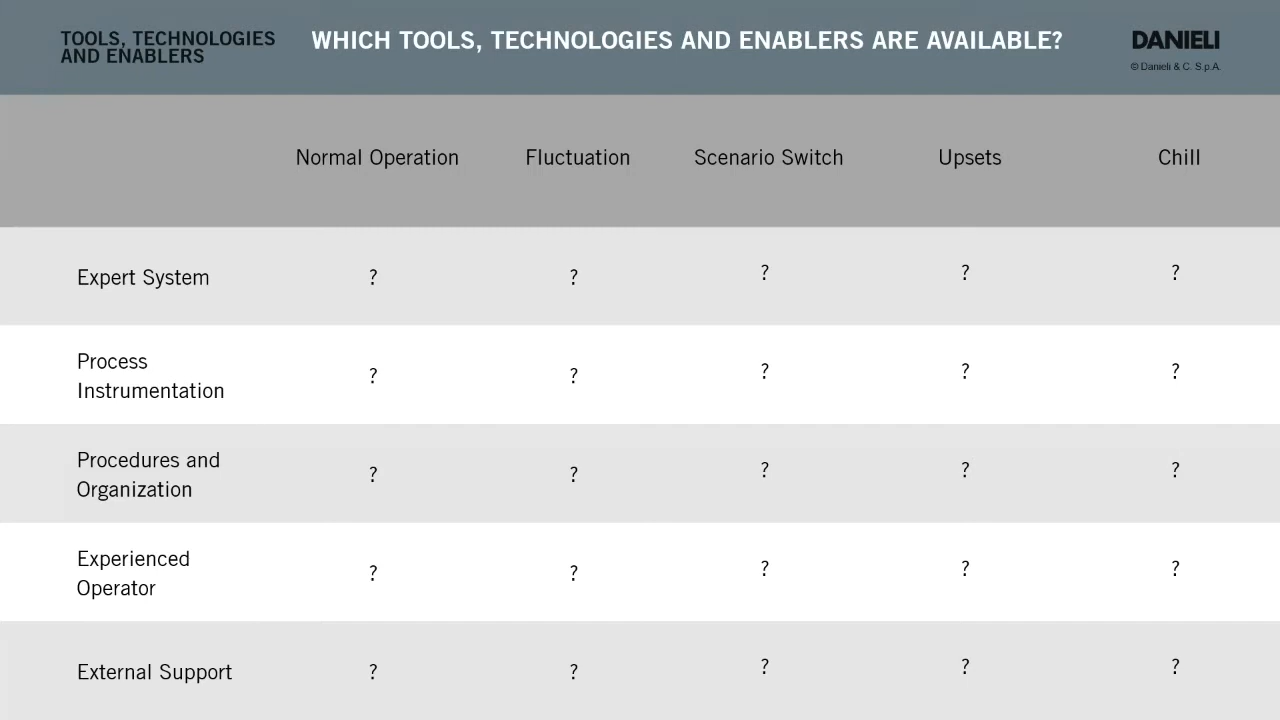 TOOLS, TECHNOLOGIES
AND ENABLERS
WHICH TOOLS, TECHNOLOGIES AND ENABLERS ARE AVAILABLE?
DANIELI
© Danieli & C. S.p.A.
Normal Operation Fluctuation Scenario Switch Upsets Chill
Expert System ? ? ? ? ?
Process
Instrumentation ? ? ? ? ?
Procedures and
Organization ? ? ? ? ?
Experienced
Operator ? ? ? ? ?
External Support ? ? ? ? ?